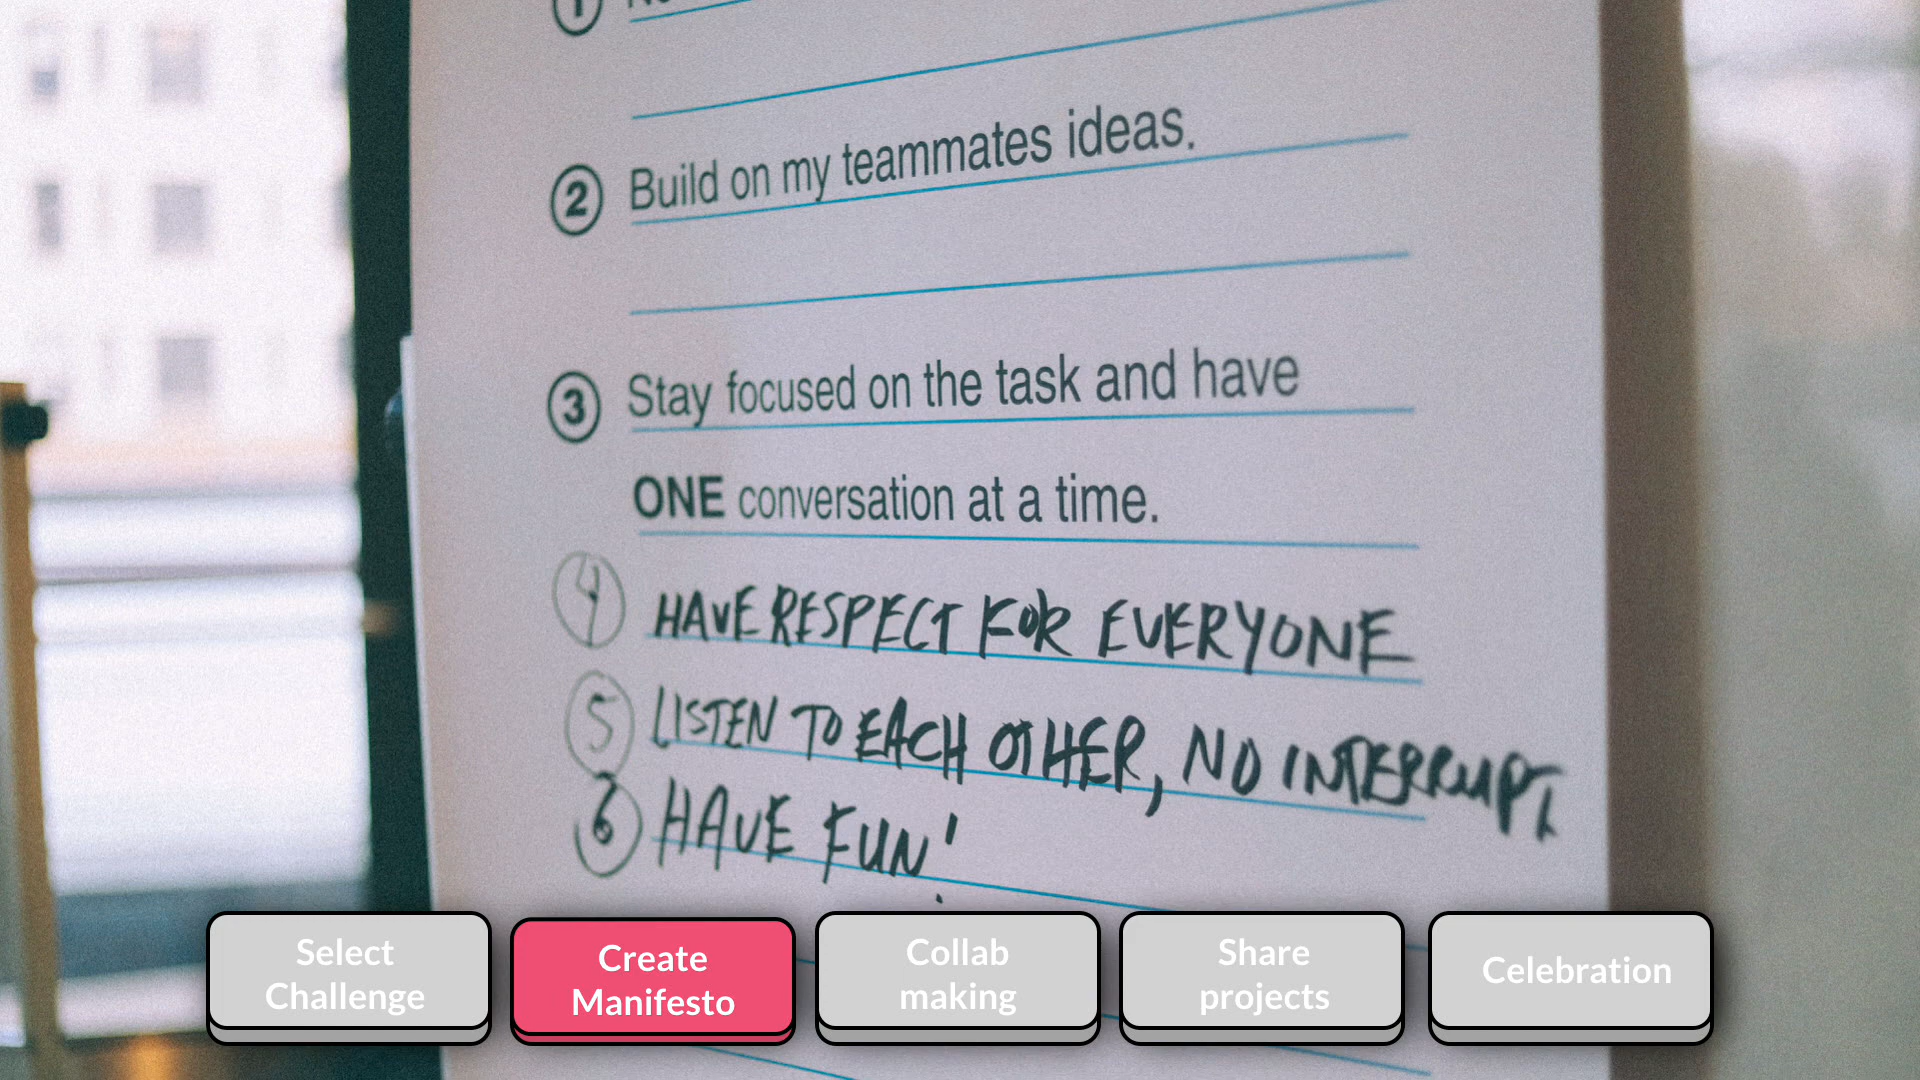 1
2 Build on my teammates ideas.
3 Stay focused on the task and have
ONE conversation at a time.
4 HAVE RESPECT FOR EVERYONE
5 LISTEN TO EACH OTHER, NO INTERRUPT
6 HAVE FUN!
Select
Challenge
Create
Manifesto
Collab
making
Share
projects
Celebration